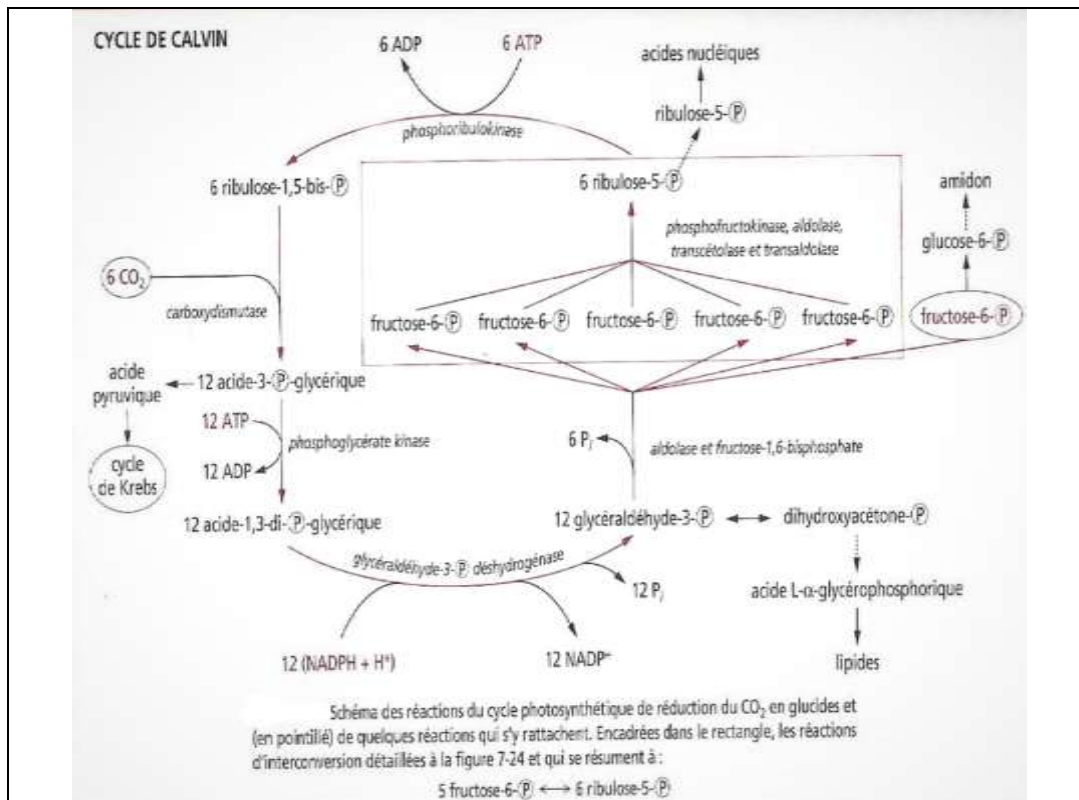 CYCLE DE CALVIN
6 ADP
6 ATP
acides nucléiques
phosphoribulokinase
ribulose-5-Ⓟ
6 ribulose-1,5-bis-Ⓟ
6 ribulose-5-Ⓟ
amidon
phosphofructokinase, aldolase,
transcétolase et transaldolase
glucose-6-Ⓟ
6 CO₂
carboxydismutase
fructose-6-Ⓟ
fructose-6-Ⓟ
fructose-6-Ⓟ
fructose-6-Ⓟ
fructose-6-Ⓟ
fructose-6-Ⓟ
acide
pyruvique
12 acide-3-Ⓟ-glycérique
12 ATP
phosphoglycérate kinase
12 ADP
6 Pᵢ
aldolase et fructose-1,6-bisphosphate
cycle
de Krebs
12 acide-1,3-di-Ⓟ-glycérique
12 glycéraldéhyde-3-Ⓟ
dihydroxyacétone-Ⓟ
glycéraldéhyde-3-Ⓟ déshydrogénase
12 Pᵢ
acide L-α-glycérophosphorique
12 (NADPH + H⁺)
12 NADP⁺
lipides
Schéma des réactions du cycle photosynthétique de réduction du CO₂ en glucides et
(en pointillé) de quelques réactions qui s'y rattachent. Encadrées dans le rectangle, les réactions
d'interconversion détaillées à la figure 7-24 et qui se résument à :
5 fructose-6-Ⓟ ⟷ 6 ribulose-5-Ⓟ